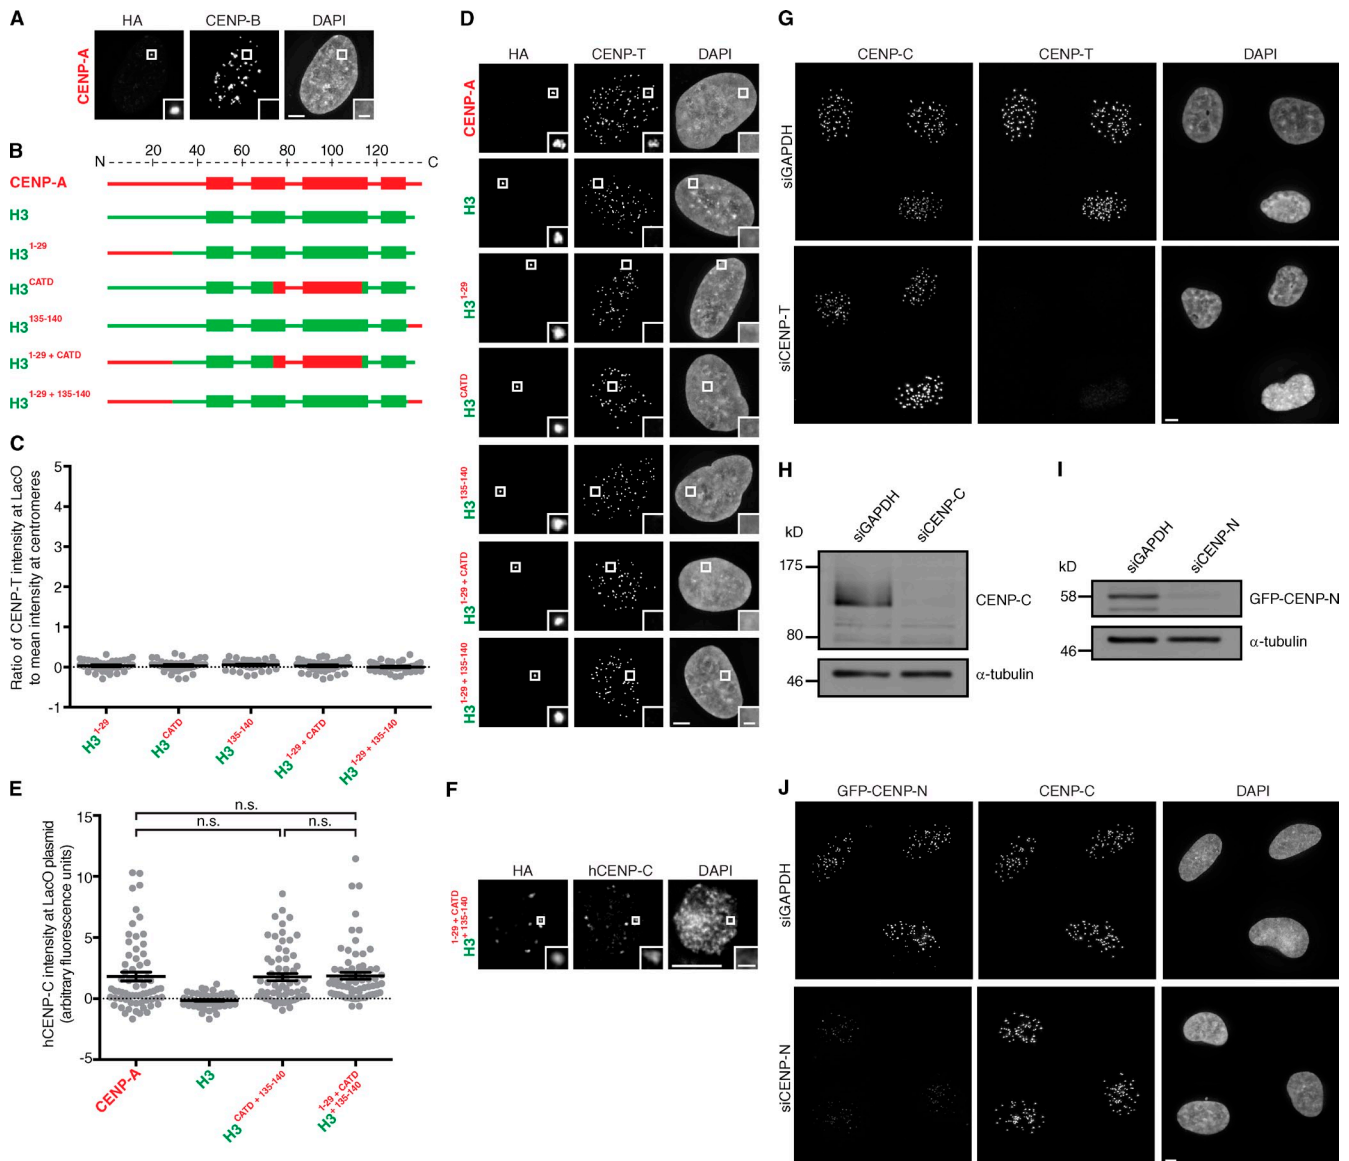 A
HA CENP-B DAPI
CENP-A
B
N 20 40 60 80 100 120 C
CENP-A
H3
H3 1-29
H3 CATD
H3 135-140
H3 1-29 + CATD
H3 1-29 + 135-140
C
Ratio of CENP-T intensity at LacO
to mean intensity at centromeres
5
4
3
2
1
0
-1
H3 1-29
H3 CATD
H3 135-140
H3 1-29 + CATD
H3 1-29 + 135-140
D
HA CENP-T DAPI
CENP-A
H3
H3 1-29
H3 CATD
H3 135-140
H3 1-29 + CATD
H3 1-29 + 135-140
E
hCENP-C intensity at LacO plasmid
(arbitrary fluorescence units)
15
10
5
0
-5
n.s.
n.s. n.s.
CENP-A
H3
H3 CATD + 135-140
H3 1-29 + CATD + 135-140
F
HA hCENP-C DAPI
H3 1-29 + CATD + 135-140
G
CENP-C CENP-T DAPI
siGAPDH
siCENP-T
H
siGAPDH siCENP-C
kD
175
80
CENP-C
46
α-tubulin
I
siGAPDH siCENP-N
kD
58
GFP-CENP-N
46
α-tubulin
J
GFP-CENP-N CENP-C DAPI
siGAPDH
siCENP-N